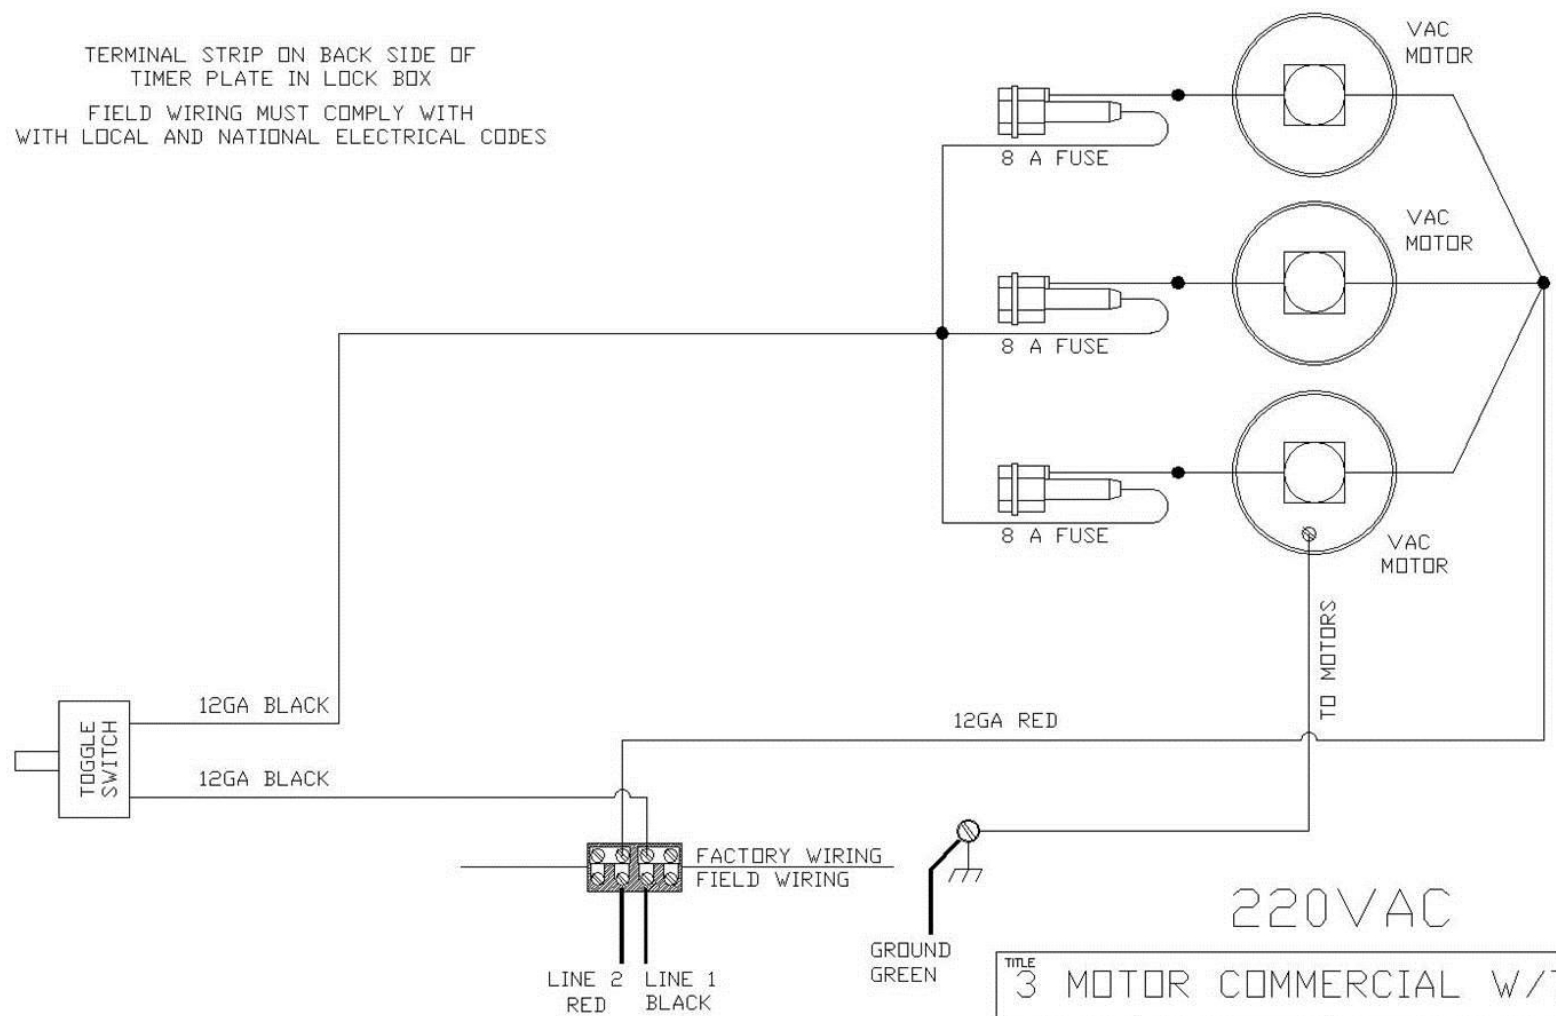 TERMINAL STRIP ON BACK SIDE OF
TIMER PLATE IN LOCK BOX
FIELD WIRING MUST COMPLY WITH
WITH LOCAL AND NATIONAL ELECTRICAL CODES
VAC
MOTOR
8 A FUSE
VAC
MOTOR
8 A FUSE
VAC
MOTOR
8 A FUSE
TO MOTORS
12GA BLACK
12GA RED
TOGGLE
SWITCH
12GA BLACK
FACTORY WIRING
FIELD WIRING
LINE 2
RED
LINE 1
BLACK
GROUND
GREEN
220VAC
TITLE
3 MOTOR COMMERCIAL W/